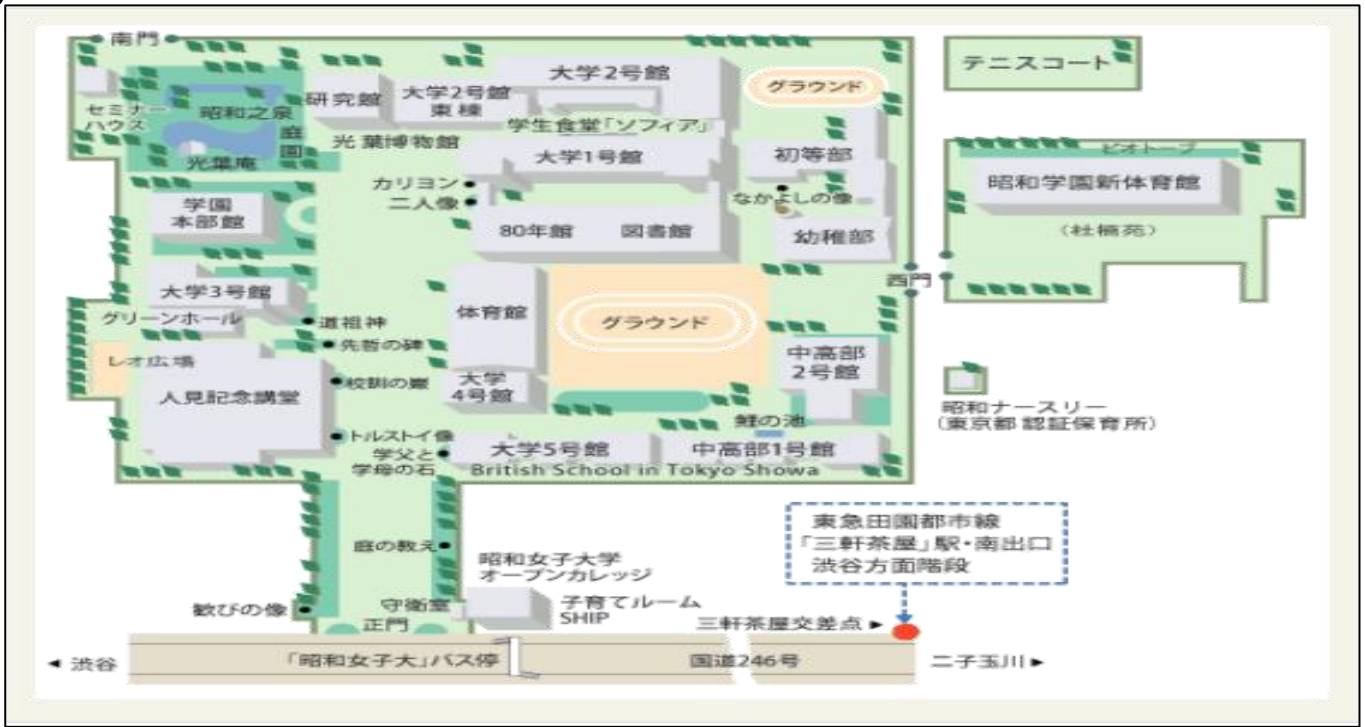 南門
大学2号館
テニスコート
グラウンド
研究館
大学2号館
東棟
セミナー
ハウス
昭和之泉
庭園
学生食堂「ソフィア」
光葉博物館
大学1号館
初等部
ビオトープ
光葉庵
カリヨン
二人像
なかよしの像
昭和学園新体育館
学園
本部館
80年館
図書館
幼稚部
(杜楠苑)
西門
大学3号館
体育館
グリーンホール
道祖神
グラウンド
先哲の碑
レオ広場
中高部
2号館
大学
4号館
校訓の巌
人見記念講堂
昭和ナースリー
(東京都 認証保育所)
鯉の池
トルストイ像
学父と
学母の石
大学5号館
中高部1号館
British School in Tokyo Showa
東急田園都市線
「三軒茶屋」駅・南出口
渋谷方面階段
庭の教え
昭和女子大学
オープンカレッジ
歓びの像
守衛室
子育てルーム
SHIP
正門
三軒茶屋交差点
渋谷
「昭和女子大」バス停
国道246号
二子玉川